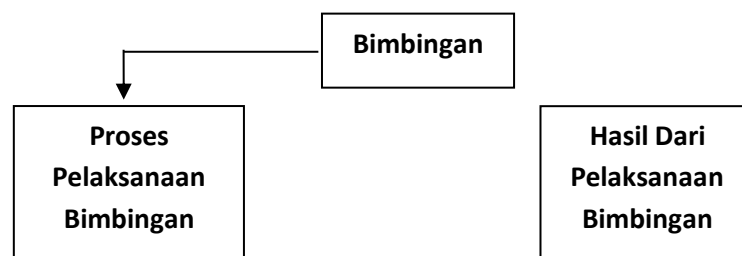 Bimbingan
Proses
Pelaksanaan
Bimbingan
Hasil Dari
Pelaksanaan
Bimbingan